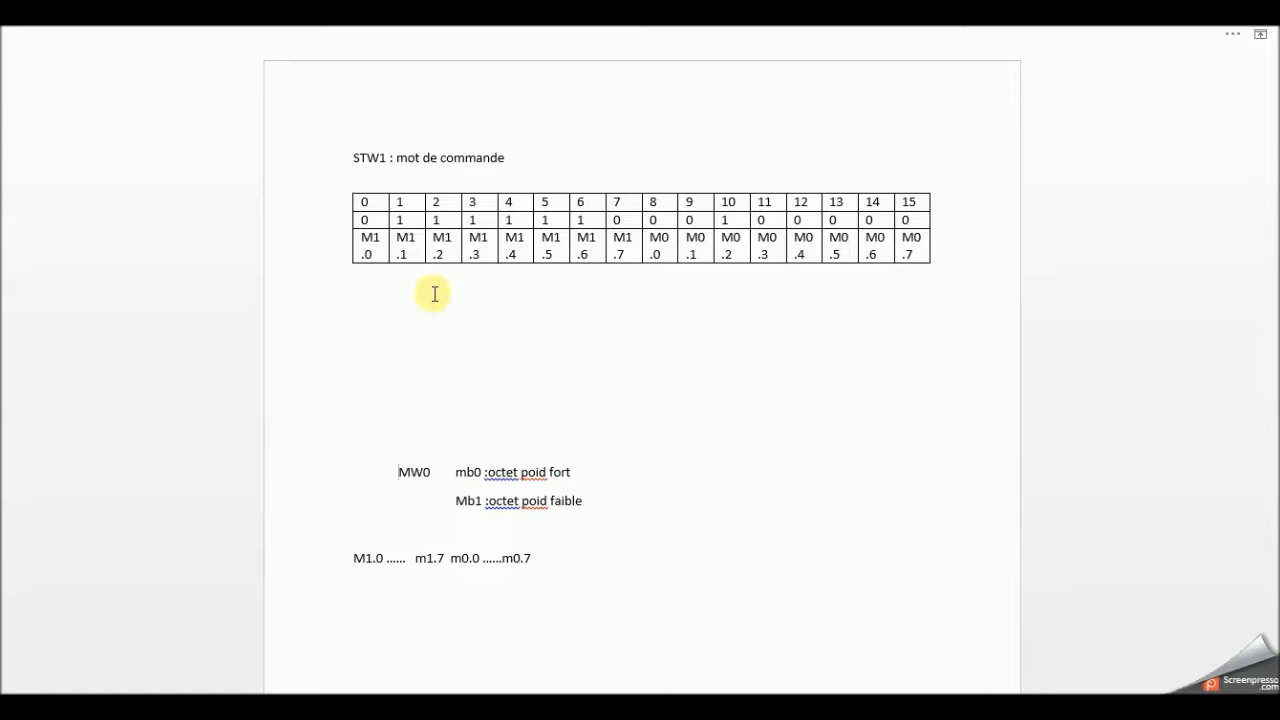 STW1 : mot de commande
0 1 2 3 4 5 6 7 8 9 10 11 12 13 14 15
0 1 1 1 1 1 1 0 0 0 1 0 0 0 0 0
M1 M1 M1 M1 M1 M1 M1 M1 M0 M0 M0 M0 M0 M0 M0 M0
.0 .1 .2 .3 .4 .5 .6 .7 .0 .1 .2 .3 .4 .5 .6 .7
MW0 mb0 :octet poid fort
Mb1 :octet poid faible
M1.0 ...... m1.7 m0.0 ......m0.7
Screenpresso
.com